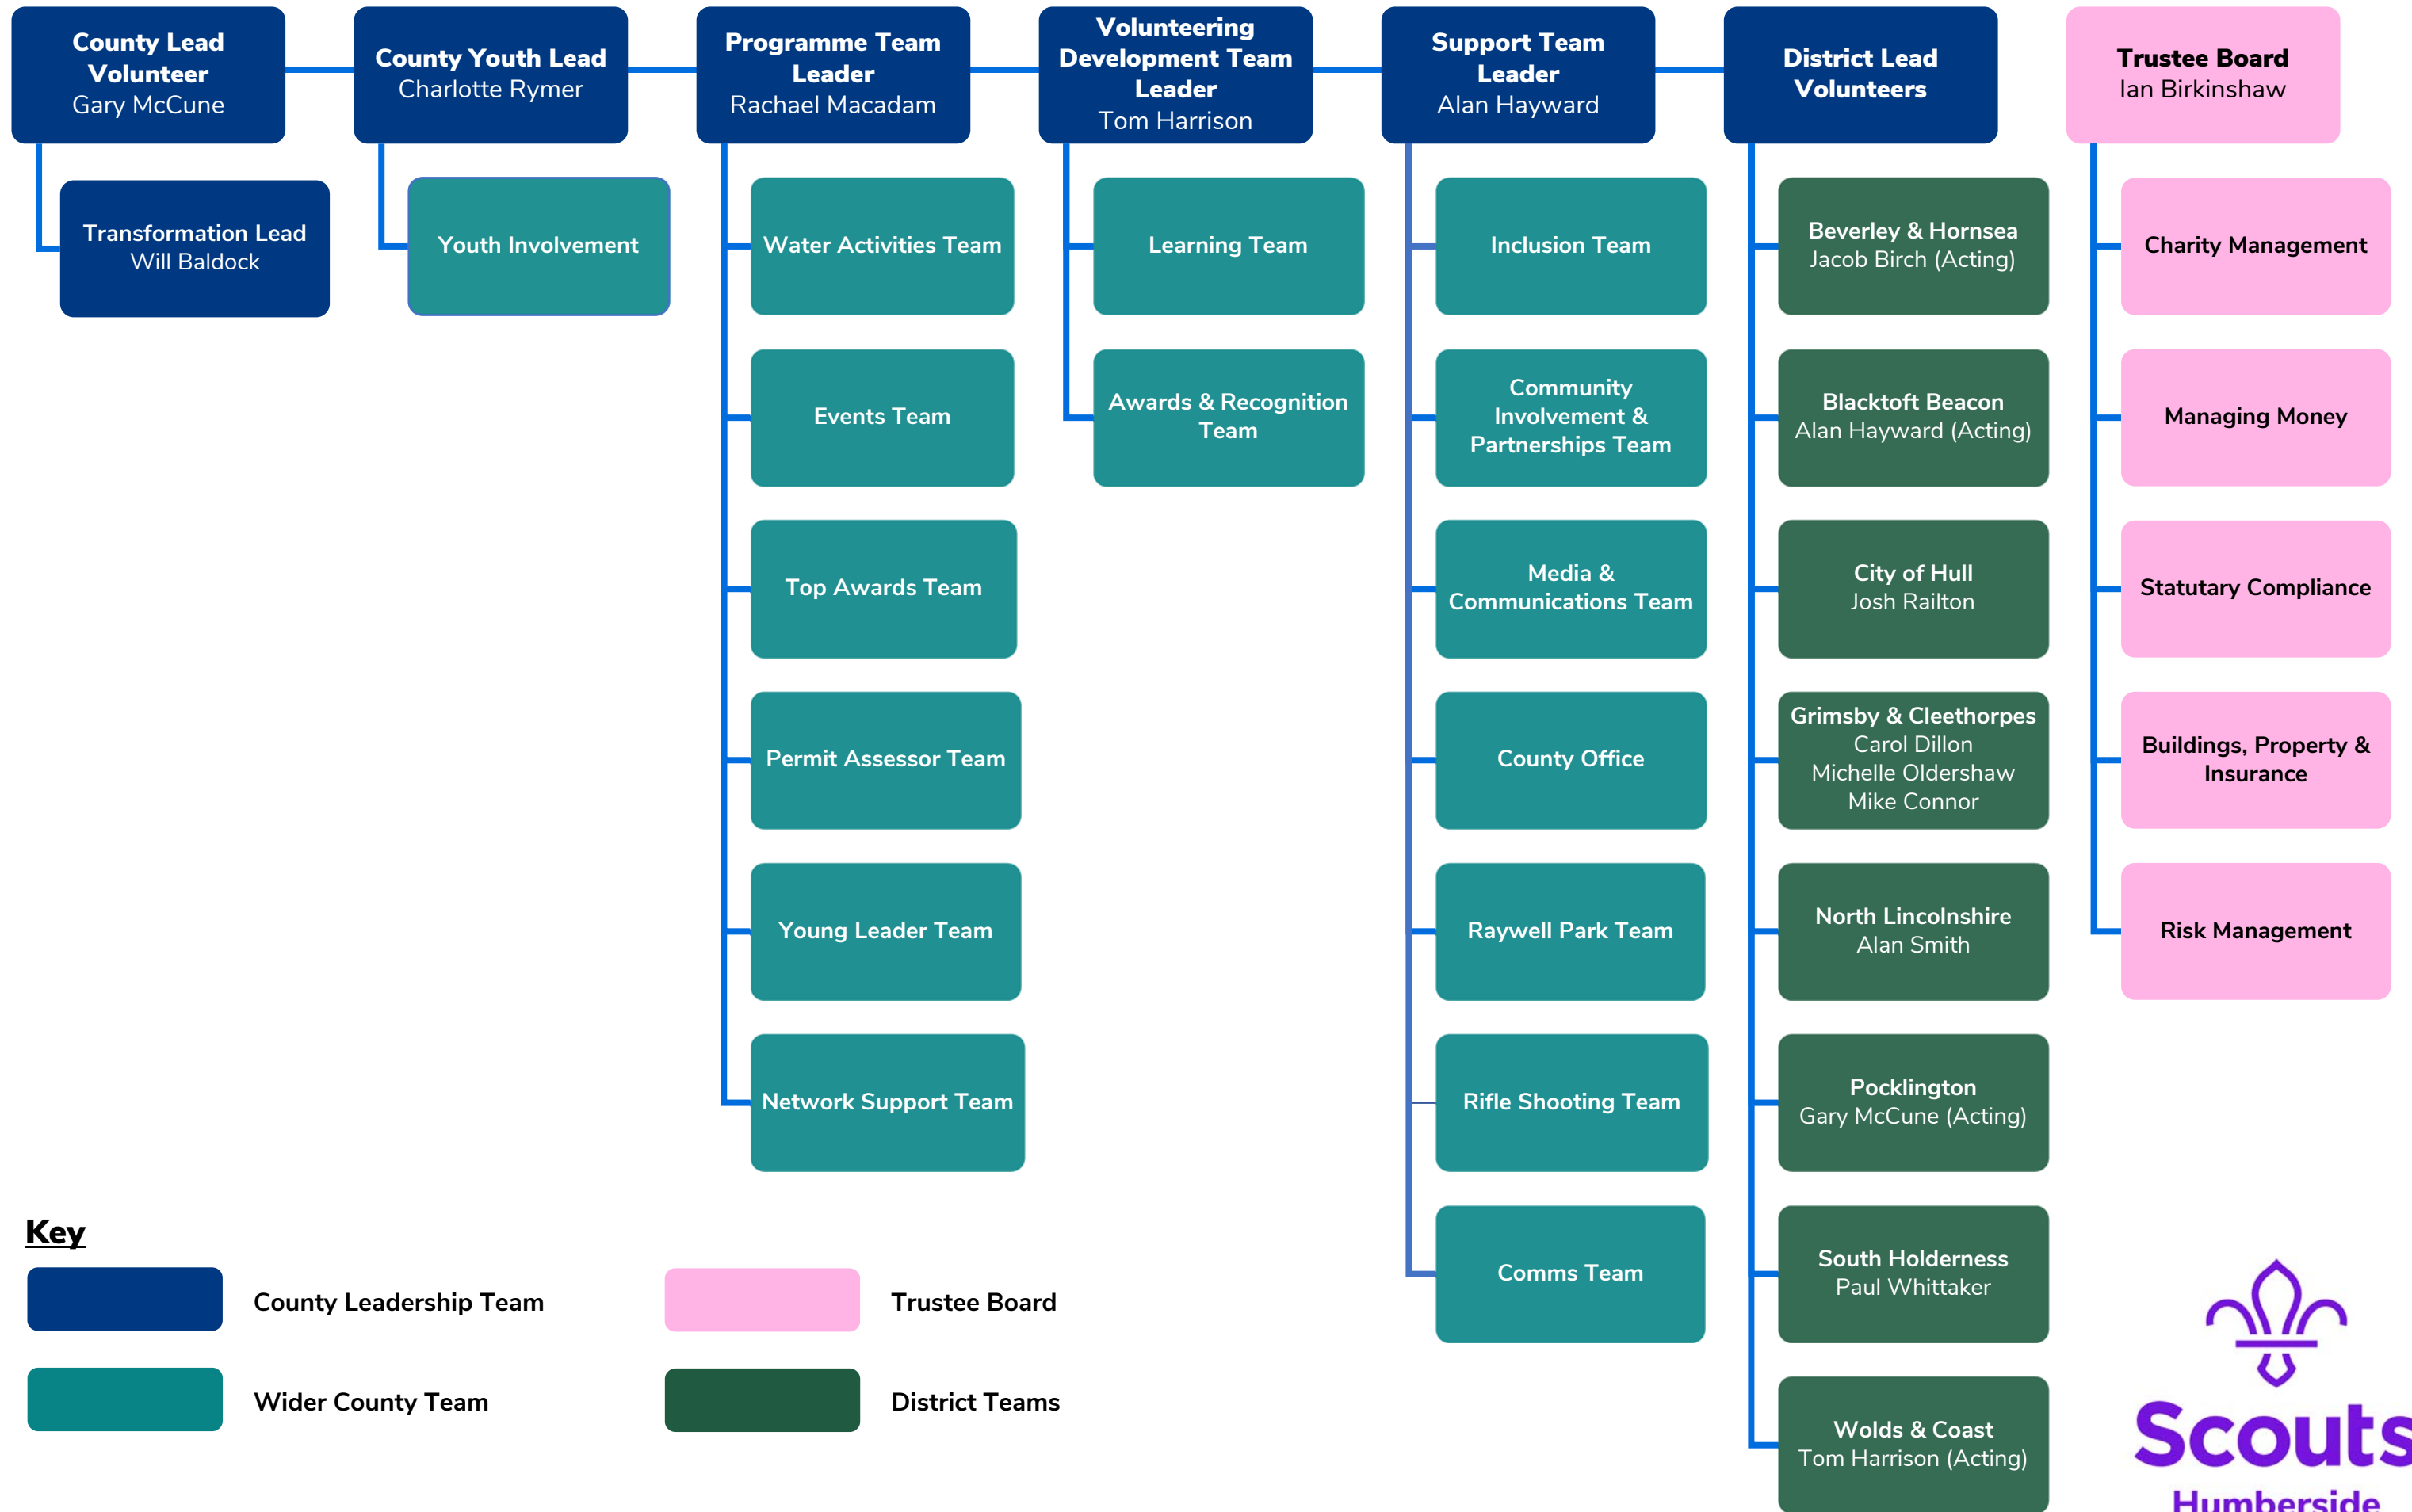 County Lead
Volunteer
Gary McCune
Transformation Lead
Will Baldock
County Youth Lead
Charlotte Rymer
Youth Involvement
Programme Team
Leader
Rachael Macadam
Water Activities Team
Events Team
Top Awards Team
Permit Assessor Team
Young Leader Team
Network Support Team
Volunteering
Development Team
Leader
Tom Harrison
Learning Team
Awards & Recognition
Team
Support Team
Leader
Alan Hayward
Inclusion Team
Community
Involvement &
Partnerships Team
Media &
Communications Team
County Office
Raywell Park Team
Rifle Shooting Team
Comms Team
District Lead
Volunteers
Beverley & Hornsea
Jacob Birch (Acting)
Blacktoft Beacon
Alan Hayward (Acting)
City of Hull
Josh Railton
Grimsby & Cleethorpes
Carol Dillon
Michelle Oldershaw
Mike Connor
North Lincolnshire
Alan Smith
Pocklington
Gary McCune (Acting)
South Holderness
Paul Whittaker
Wolds & Coast
Tom Harrison (Acting)
Trustee Board
Ian Birkinshaw
Charity Management
Managing Money
Statutary Compliance
Buildings, Property &
Insurance
Risk Management
Key
County Leadership Team
Trustee Board
Wider County Team
District Teams
Scouts
Humberside